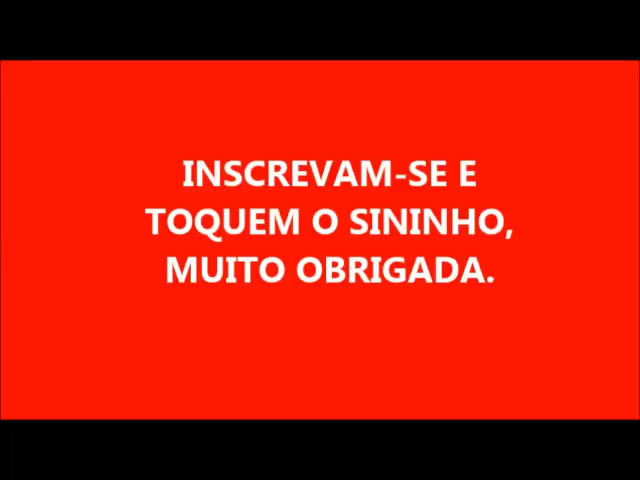 INSCREVAM-SE E
TOQUEM O SININHO,
MUITO OBRIGADA.